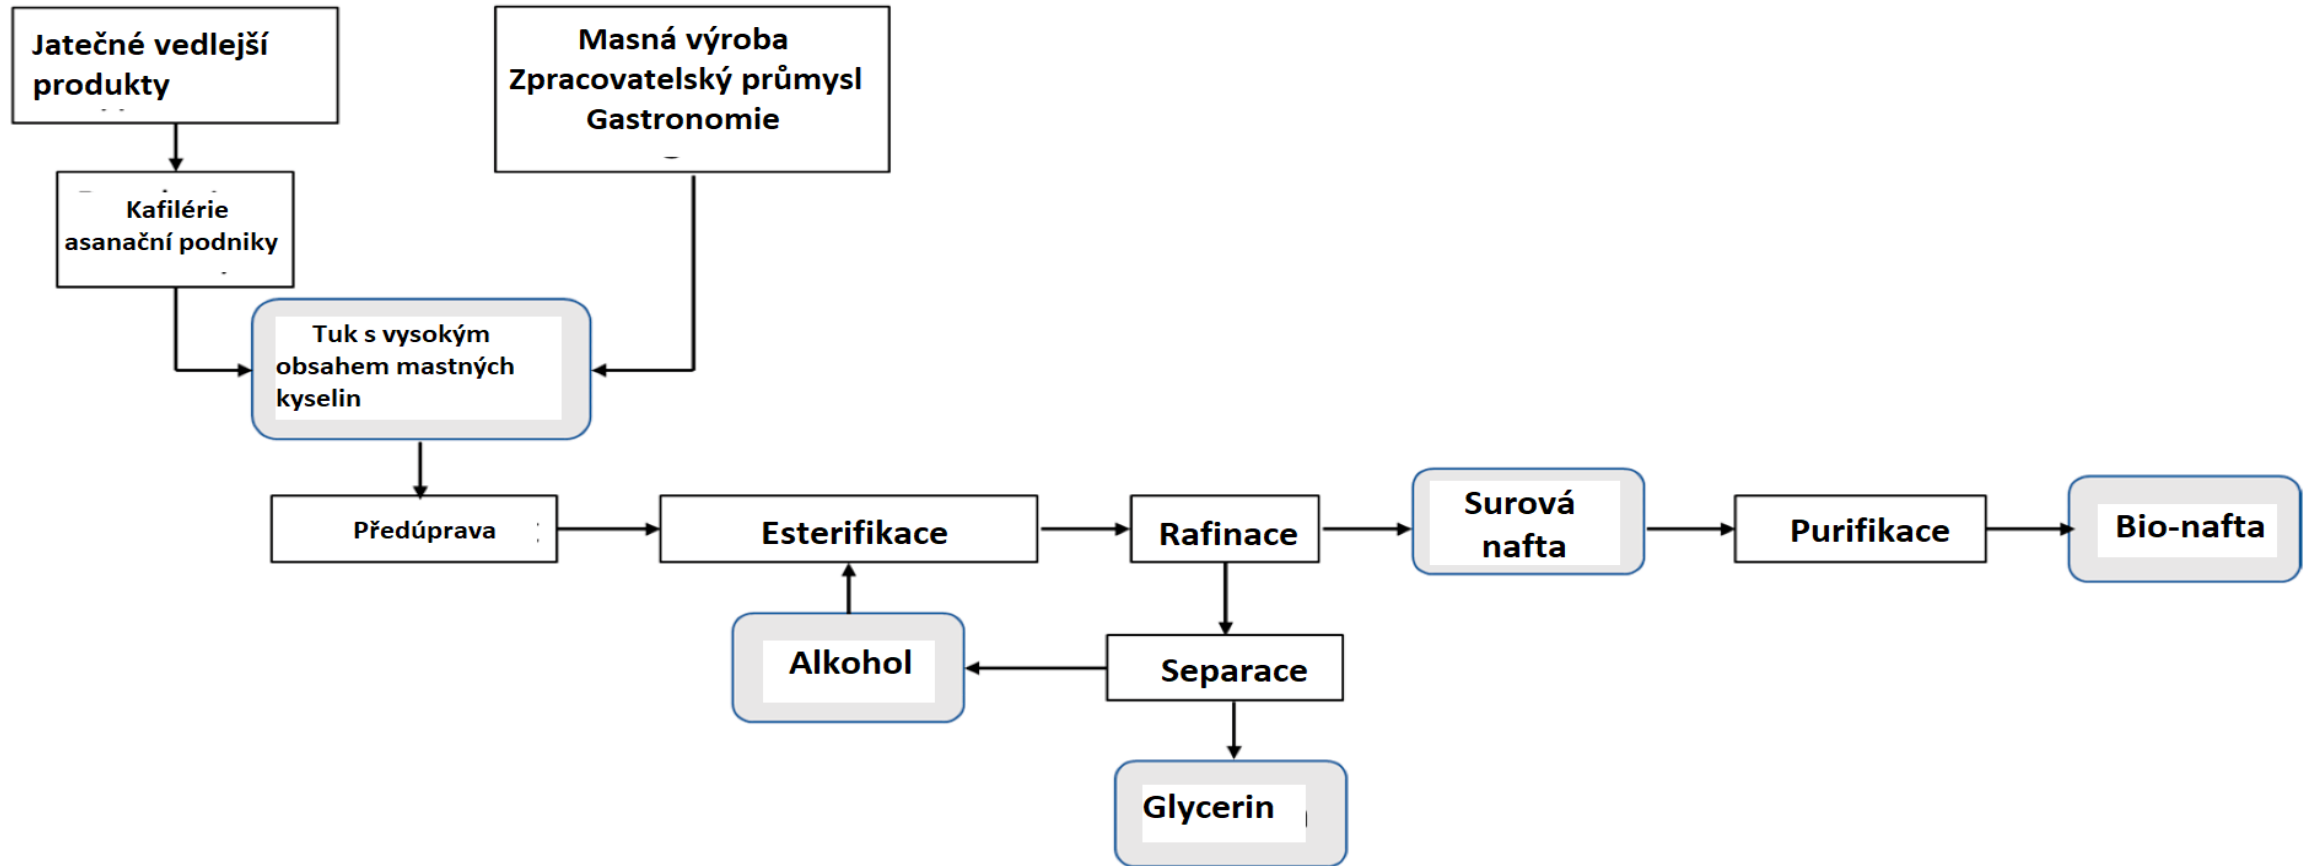 Jatečné vedlejší
produkty
Masná výroba
Zpracovatelský průmysl
Gastronomie
Kafilérie
asanační podniky
Tuk s vysokým
obsahem mastných
kyselin
Předúprava
Esterifikace
Rafinace
Surová
nafta
Purifikace
Bio-nafta
Alkohol
Separace
Glycerin